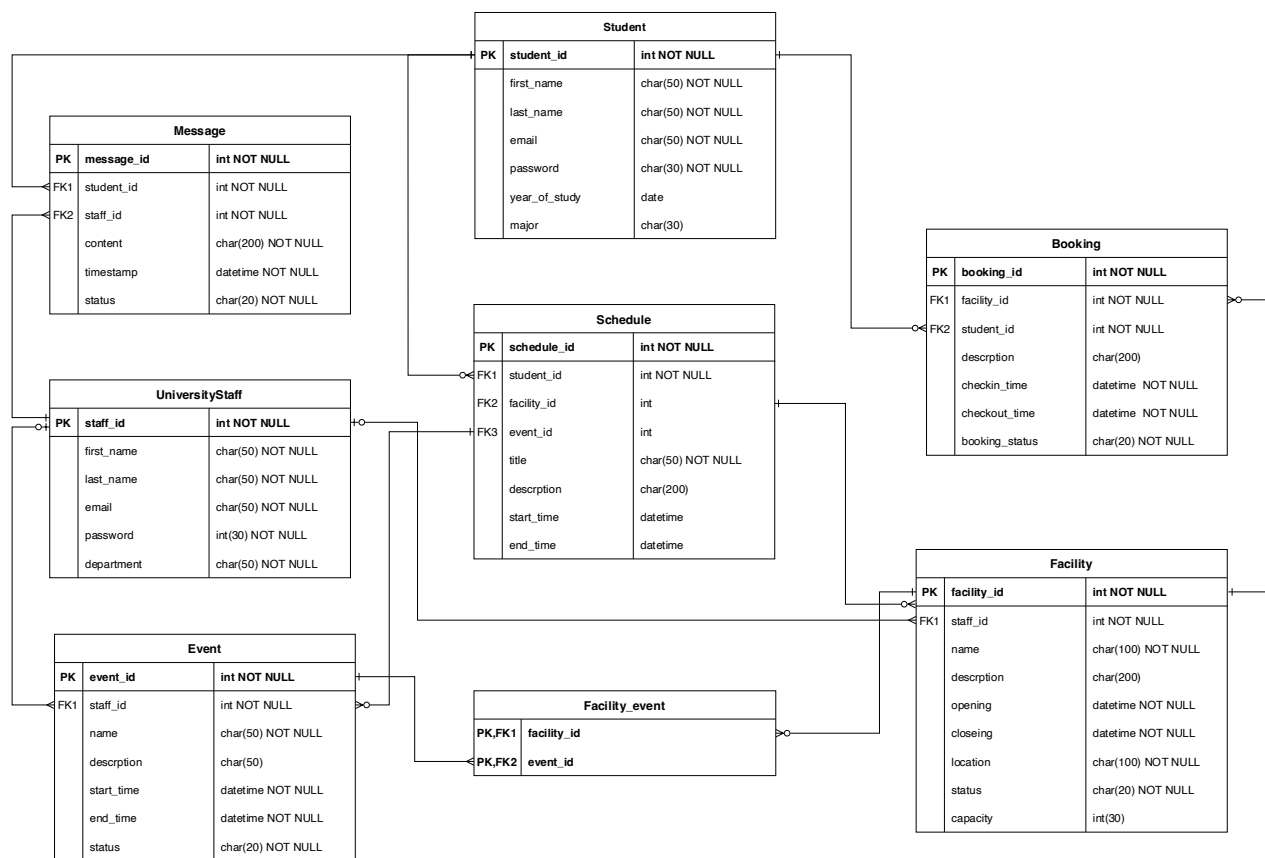 Student
PK student_id int NOT NULL
first_name char(50) NOT NULL
last_name char(50) NOT NULL
email char(50) NOT NULL
password char(30) NOT NULL
year_of_study date
major char(30)
Message
PK message_id int NOT NULL
FK1 student_id int NOT NULL
FK2 staff_id int NOT NULL
content char(200) NOT NULL
timestamp datetime NOT NULL
status char(20) NOT NULL
Booking
PK booking_id int NOT NULL
FK1 facility_id int NOT NULL
FK2 student_id int NOT NULL
descrption char(200)
checkin_time datetime NOT NULL
checkout_time datetime NOT NULL
booking_status char(20) NOT NULL
Schedule
PK schedule_id int NOT NULL
FK1 student_id int NOT NULL
FK2 facility_id int
FK3 event_id int
title char(50) NOT NULL
descrption char(200)
start_time datetime
end_time datetime
UniversityStaff
PK staff_id int NOT NULL
first_name char(50) NOT NULL
last_name char(50) NOT NULL
email char(50) NOT NULL
password int(30) NOT NULL
department char(50) NOT NULL
Facility
PK facility_id int NOT NULL
FK1 staff_id int NOT NULL
name char(100) NOT NULL
descrption char(200)
opening datetime NOT NULL
closeing datetime NOT NULL
location char(100) NOT NULL
status char(20) NOT NULL
capacity int(30)
Event
PK event_id int NOT NULL
FK1 staff_id int NOT NULL
name char(50) NOT NULL
descrption char(50)
start_time datetime NOT NULL
end_time datetime NOT NULL
status char(20) NOT NULL
Facility_event
PK,FK1 facility_id
PK,FK2 event_id